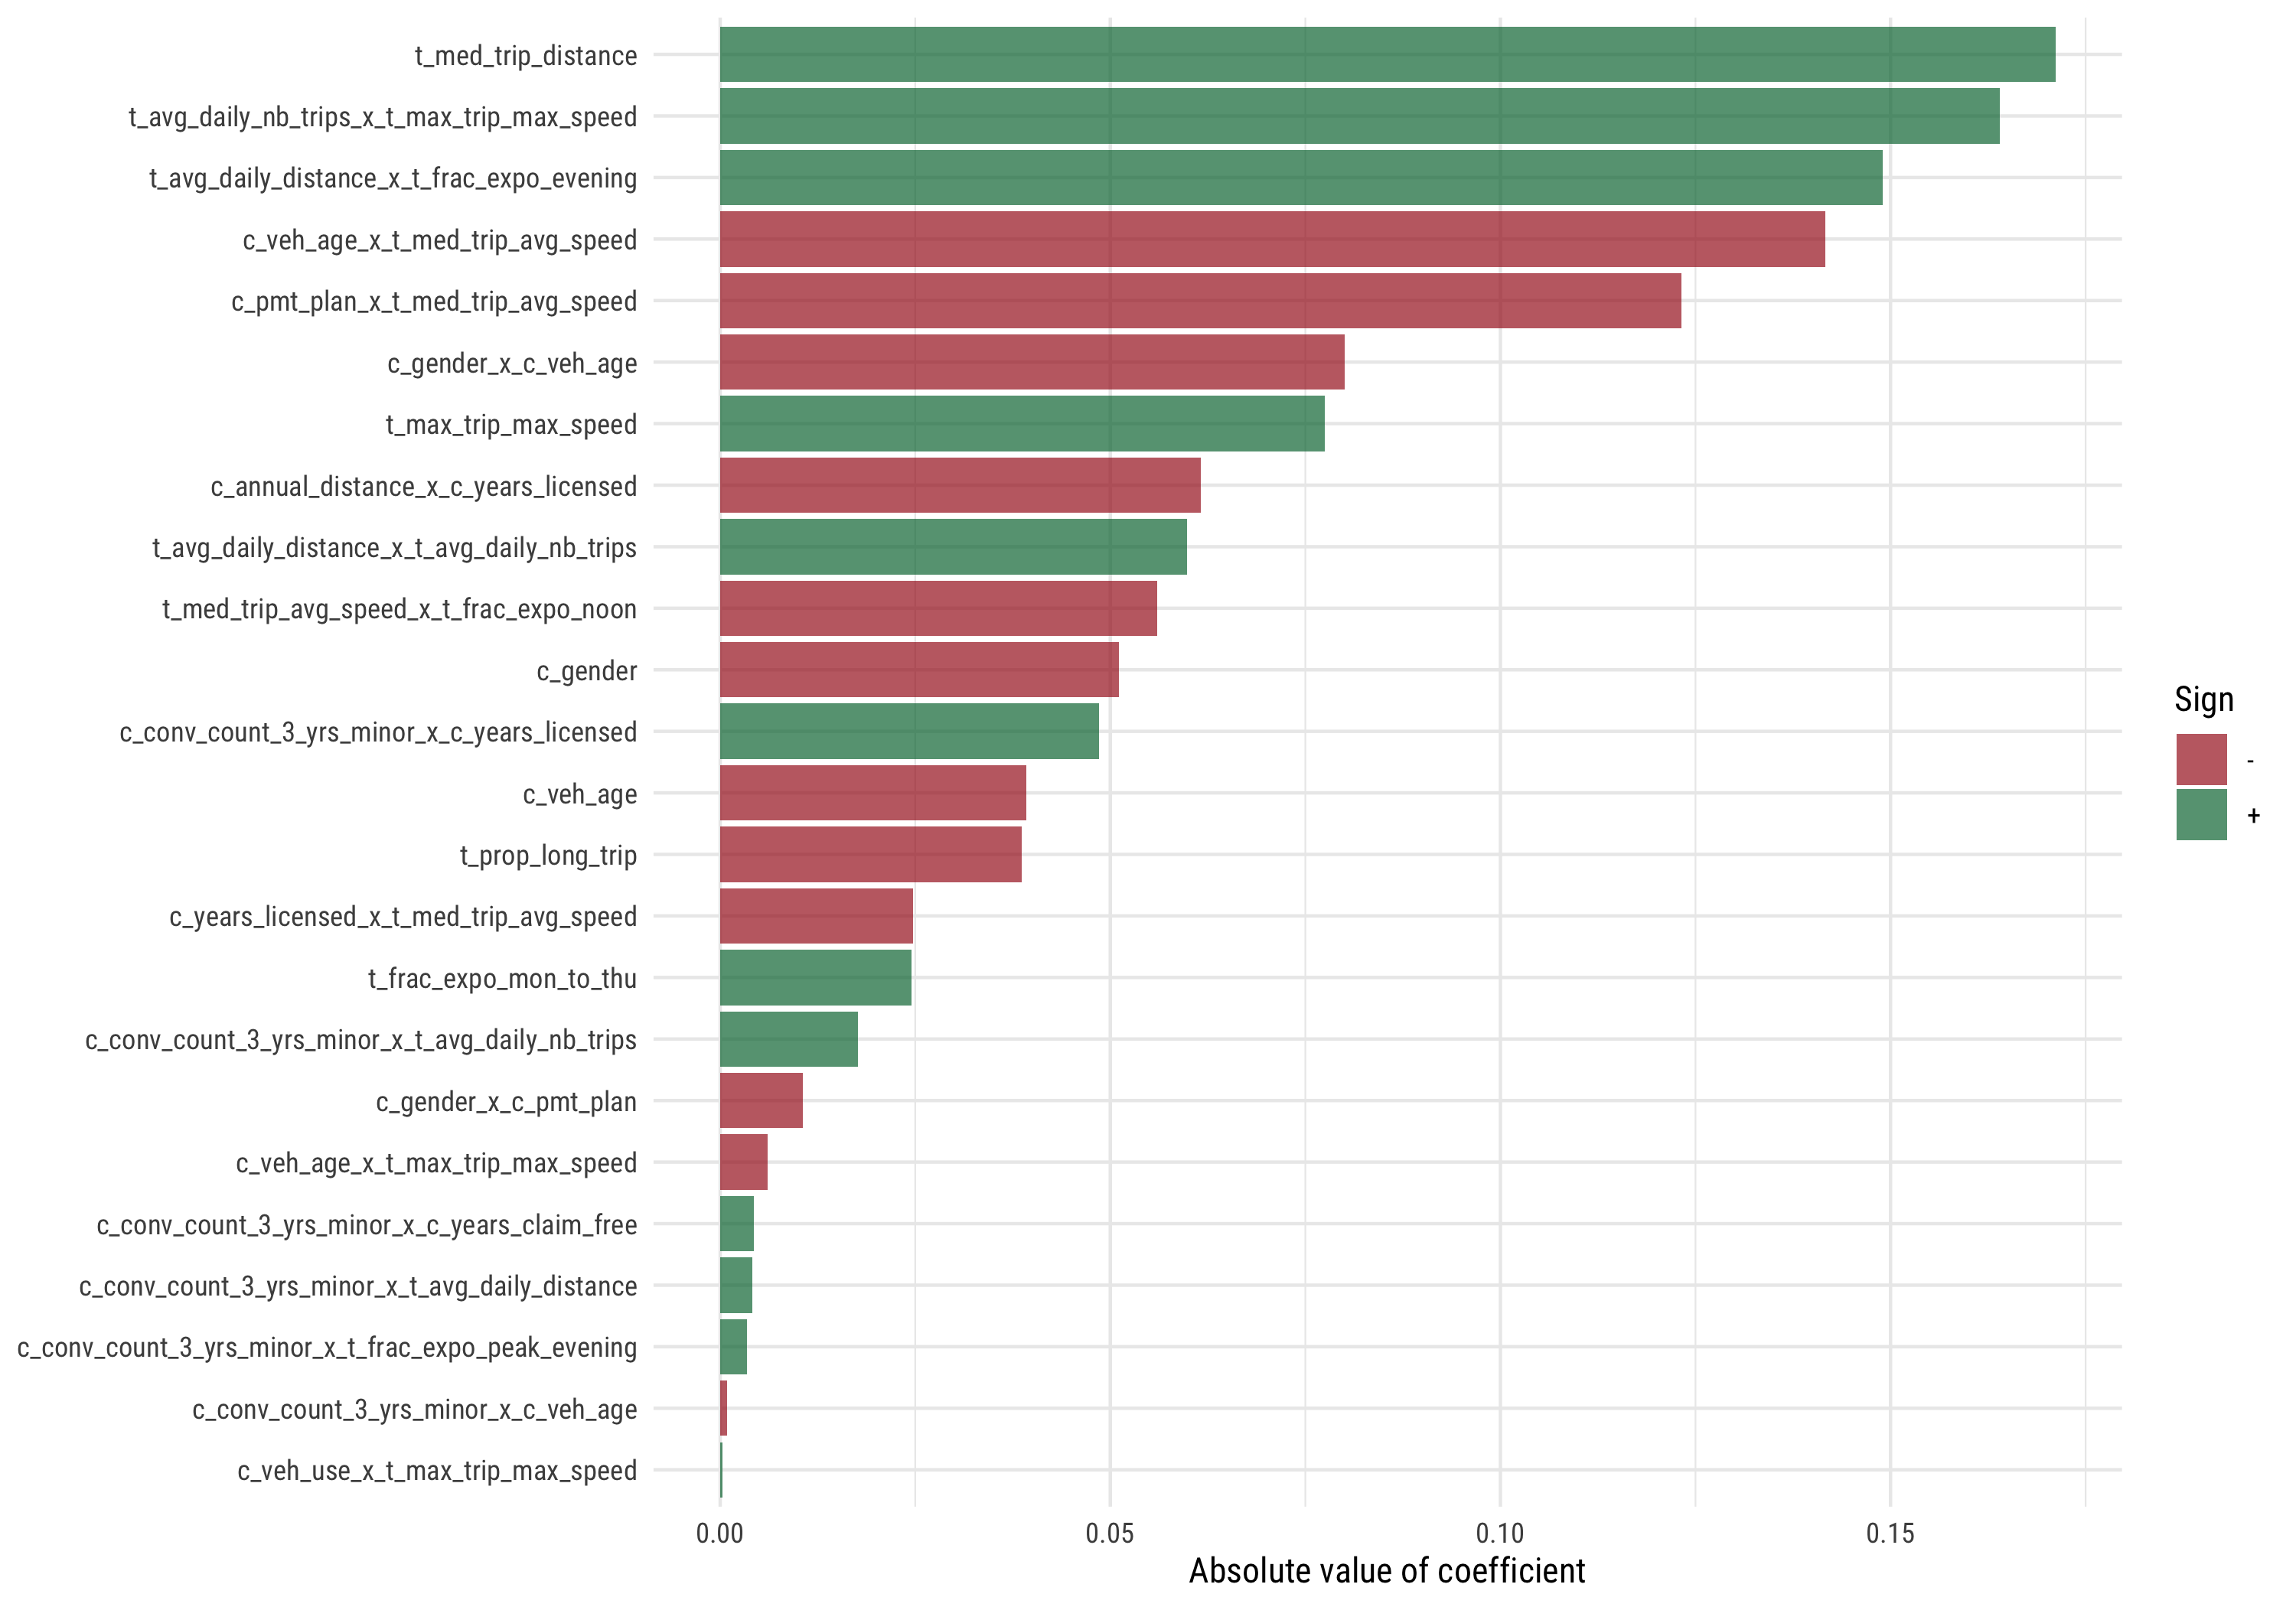 t_med_trip_distance
t_avg_daily_nb_trips_x_t_max_trip_max_speed
t_avg_daily_distance_x_t_frac_expo_evening
c_veh_age_x_t_med_trip_avg_speed
c_pmt_plan_x_t_med_trip_avg_speed
c_gender_x_c_veh_age
t_max_trip_max_speed
c_annual_distance_x_c_years_licensed
t_avg_daily_distance_x_t_avg_daily_nb_trips
t_med_trip_avg_speed_x_t_frac_expo_noon
c_gender
c_conv_count_3_yrs_minor_x_c_years_licensed
c_veh_age
t_prop_long_trip
c_years_licensed_x_t_med_trip_avg_speed
t_frac_expo_mon_to_thu
c_conv_count_3_yrs_minor_x_t_avg_daily_nb_trips
c_gender_x_c_pmt_plan
c_veh_age_x_t_max_trip_max_speed
c_conv_count_3_yrs_minor_x_c_years_claim_free
c_conv_count_3_yrs_minor_x_t_avg_daily_distance
c_conv_count_3_yrs_minor_x_t_frac_expo_peak_evening
c_conv_count_3_yrs_minor_x_c_veh_age
c_veh_use_x_t_max_trip_max_speed
0.00 0.05 0.10 0.15
Absolute value of coefficient
Sign
-
+